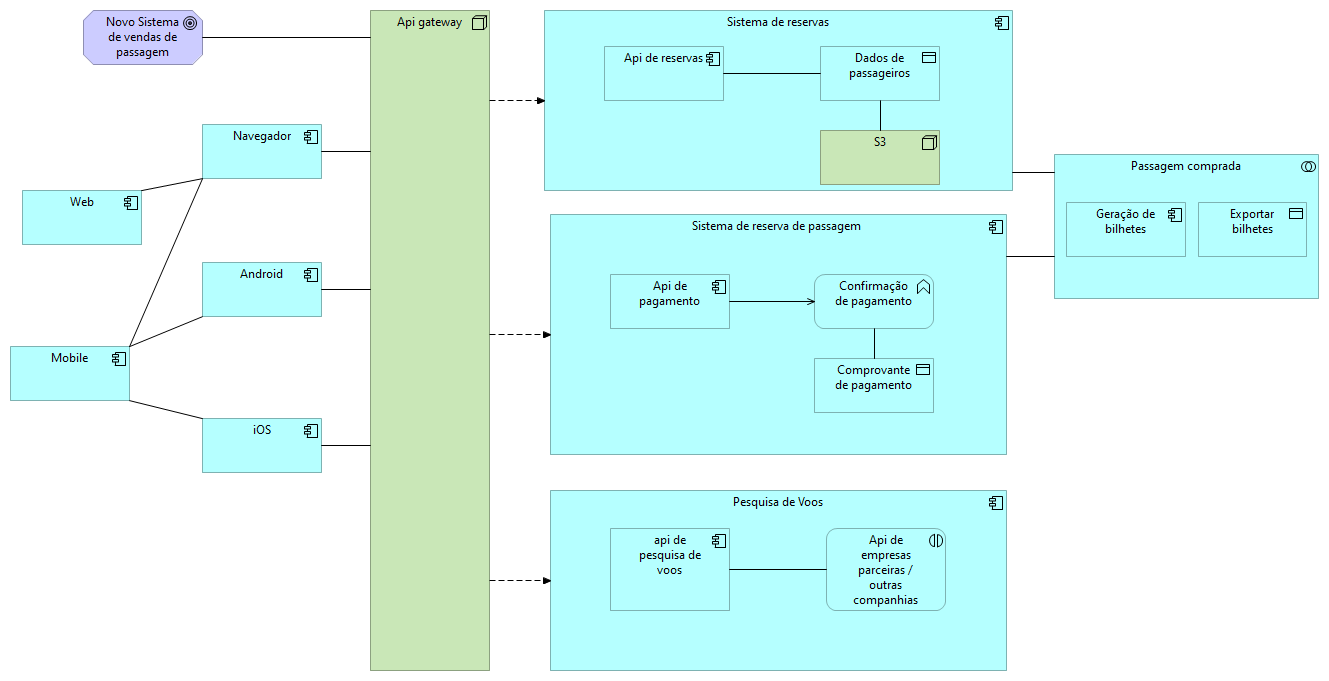 Novo Sistema
de vendas de
passagem
Api gateway
Sistema de reservas
Api de reservas
Dados de
passageiros
S3
Navegador
Web
Android
Mobile
iOS
Sistema de reserva de passagem
Api de
pagamento
Confirmação
de pagamento
Comprovante
de pagamento
Passagem comprada
Geração de
bilhetes
Exportar
bilhetes
Pesquisa de Voos
api de
pesquisa de
voos
Api de
empresas
parceiras /
outras
companhias